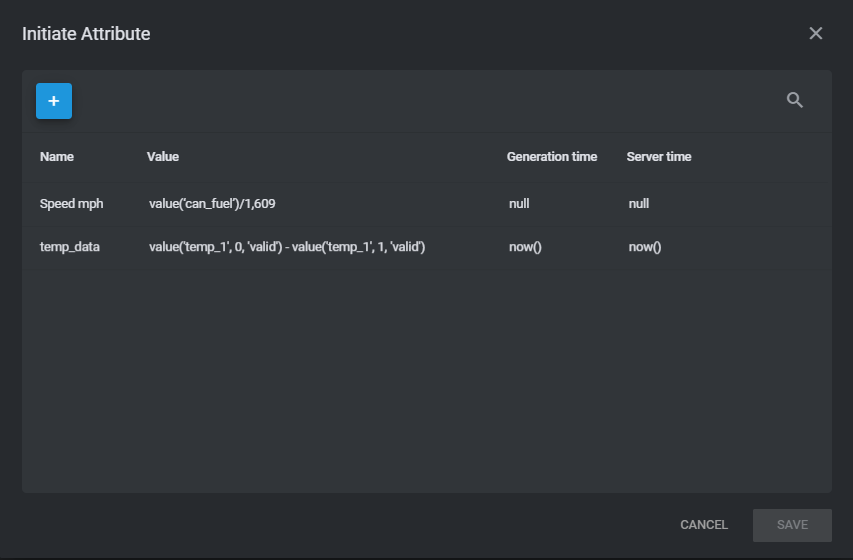 Initiate Attribute
+
Name Value Generation time Server time
Speed mph value('can_fuel')/1,609 null null
temp_data value('temp_1', 0, 'valid') - value('temp_1', 1, 'valid') now() now()
CANCEL SAVE